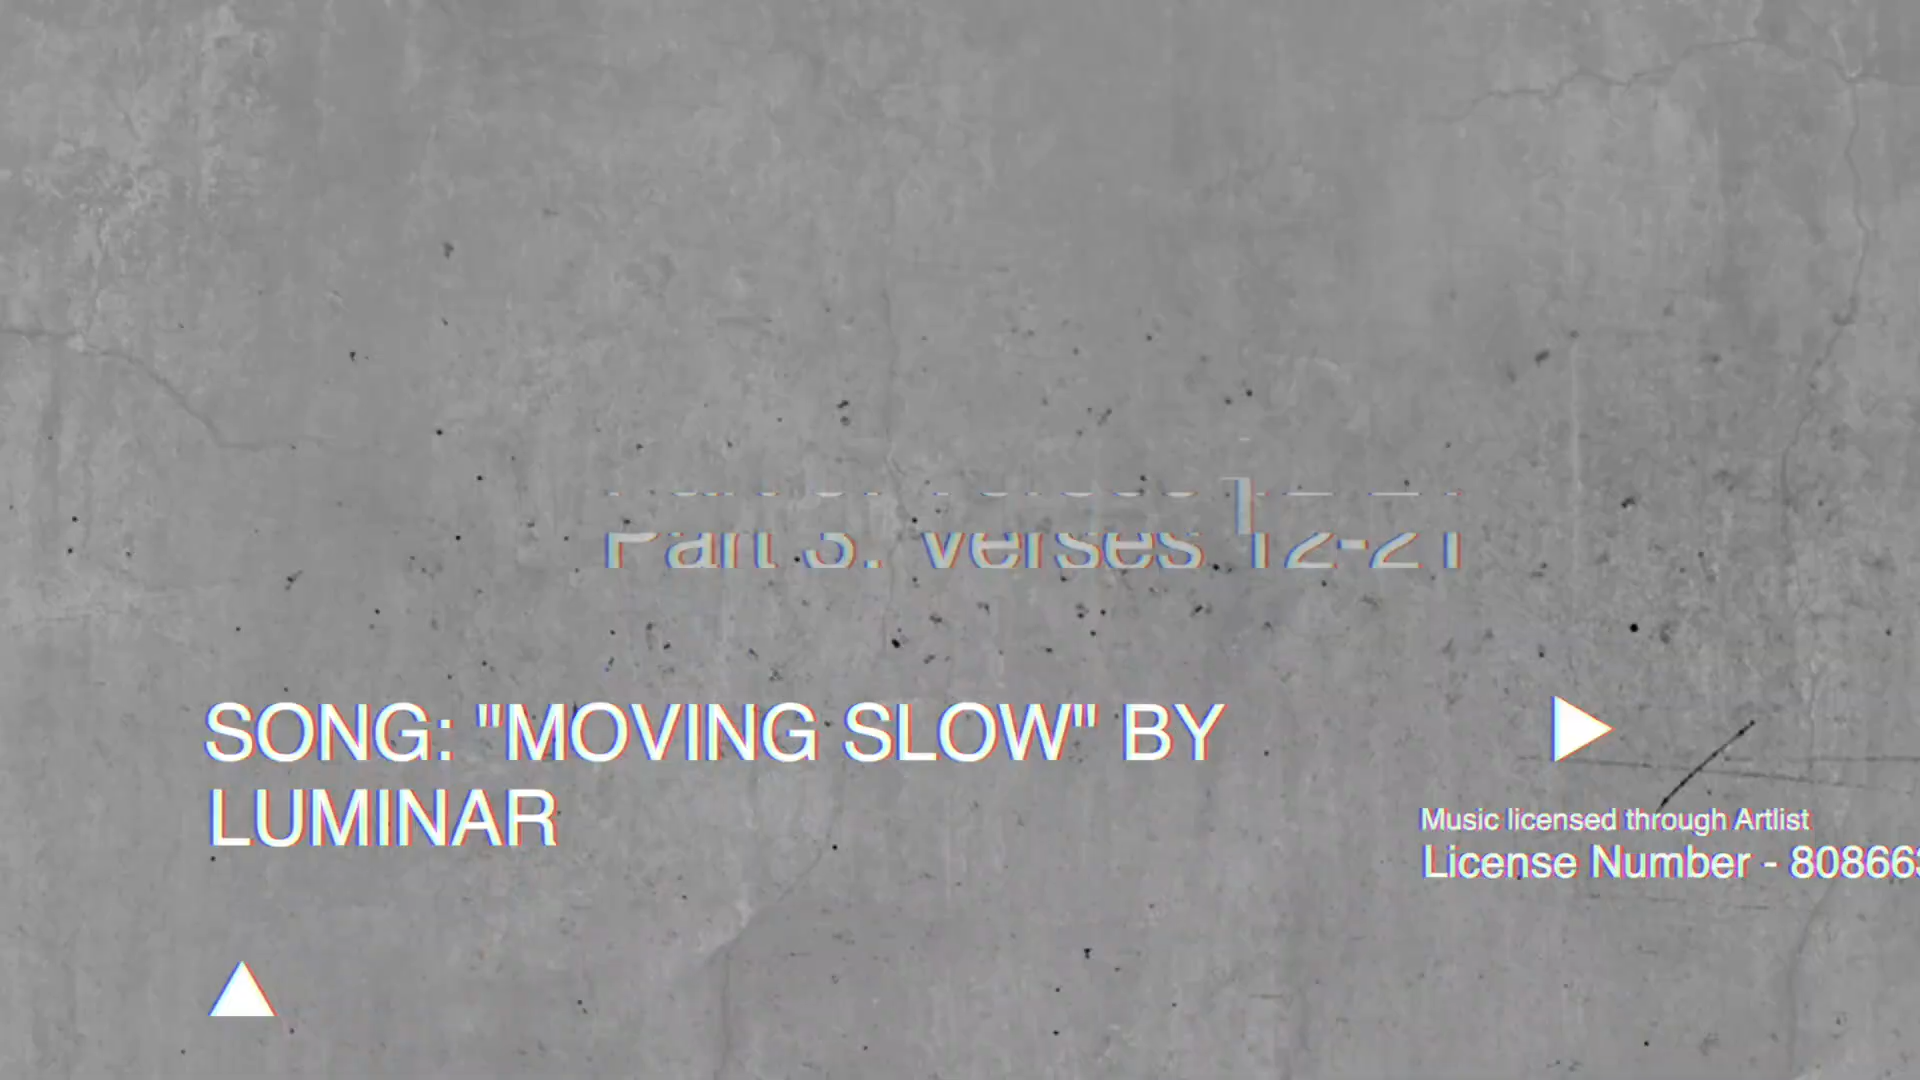 Part 3: Verses 12-21
SONG: "MOVING SLOW" BY
LUMINAR
Music licensed through Artlist
License Number - 80866